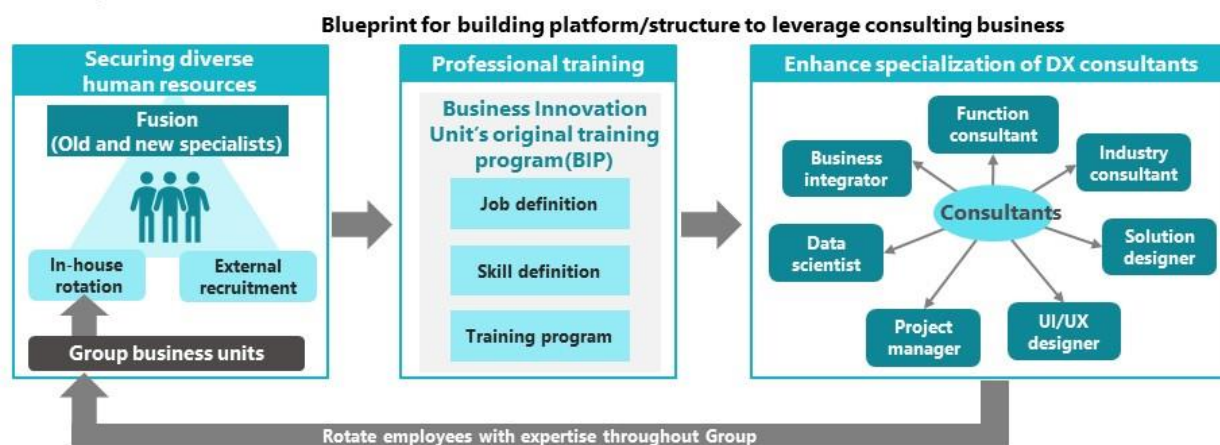 Blueprint for building platform/structure to leverage consulting business
Securing diverse
human resources
Fusion
(Old and new specialists)
In-house
rotation
External
recruitment
Group business units
Professional training
Business Innovation
Unit's original training
program(BIP)
Job definition
Skill definition
Training program
Enhance specialization of DX consultants
Function
consultant
Business
integrator
Industry
consultant
Consultants
Data
scientist
Solution
designer
Project
manager
UI/UX
designer
Rotate employees with expertise throughout Group